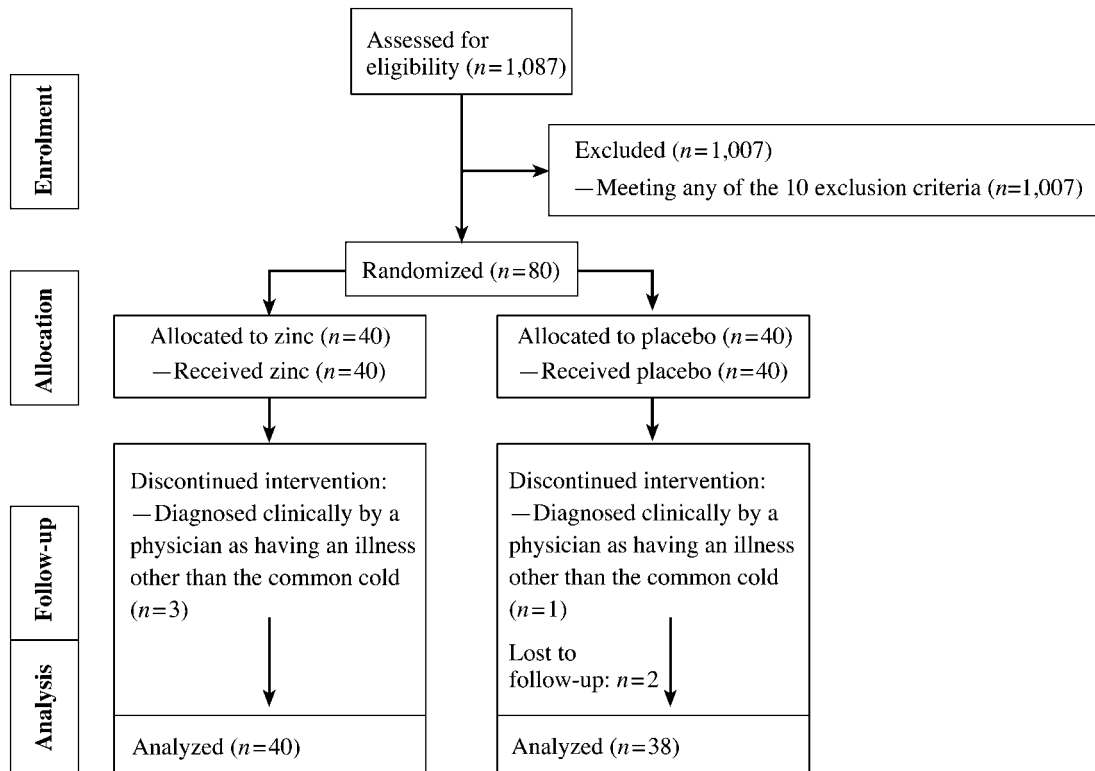 Enrolment
Assessed for
eligibility (n=1,087)
Excluded (n=1,007)
—Meeting any of the 10 exclusion criteria (n=1,007)
Randomized (n=80)
Allocation
Allocated to zinc (n=40)
—Received zinc (n=40)
Allocated to placebo (n=40)
—Received placebo (n=40)
Follow-up
Discontinued intervention:
—Diagnosed clinically by a
physician as having an illness
other than the common cold
(n=3)
Discontinued intervention:
—Diagnosed clinically by a
physician as having an illness
other than the common cold
(n=1)
Lost to
follow-up: n=2
Analysis
Analyzed (n=40)
Analyzed (n=38)